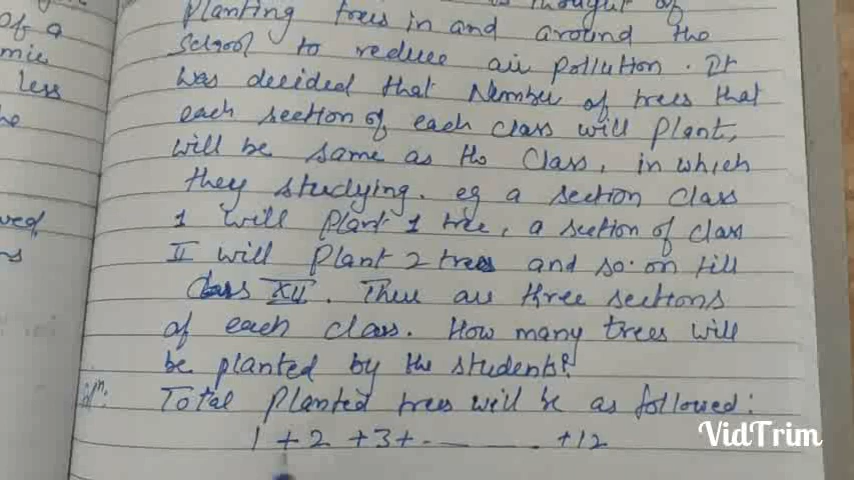 of a
mic
less
ved
Planting trees in and around the
School to reduce air pollution. It
was decided that Number of trees that
each section of each class will plant,
will be same as the class, in which
they studying. eg a section class
1 will plant 1 tree, a section of class
II will plant 2 trees and so on till
Class XII. There are three sections
of each class. How many trees will
be planted by the students?
Total Planted trees will be as followed:
1 + 2 + 3 + - — — . +12
VidTrim